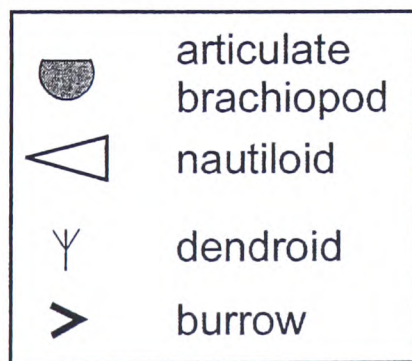 articulate
brachiopod
nautiloid
dendroid
burrow